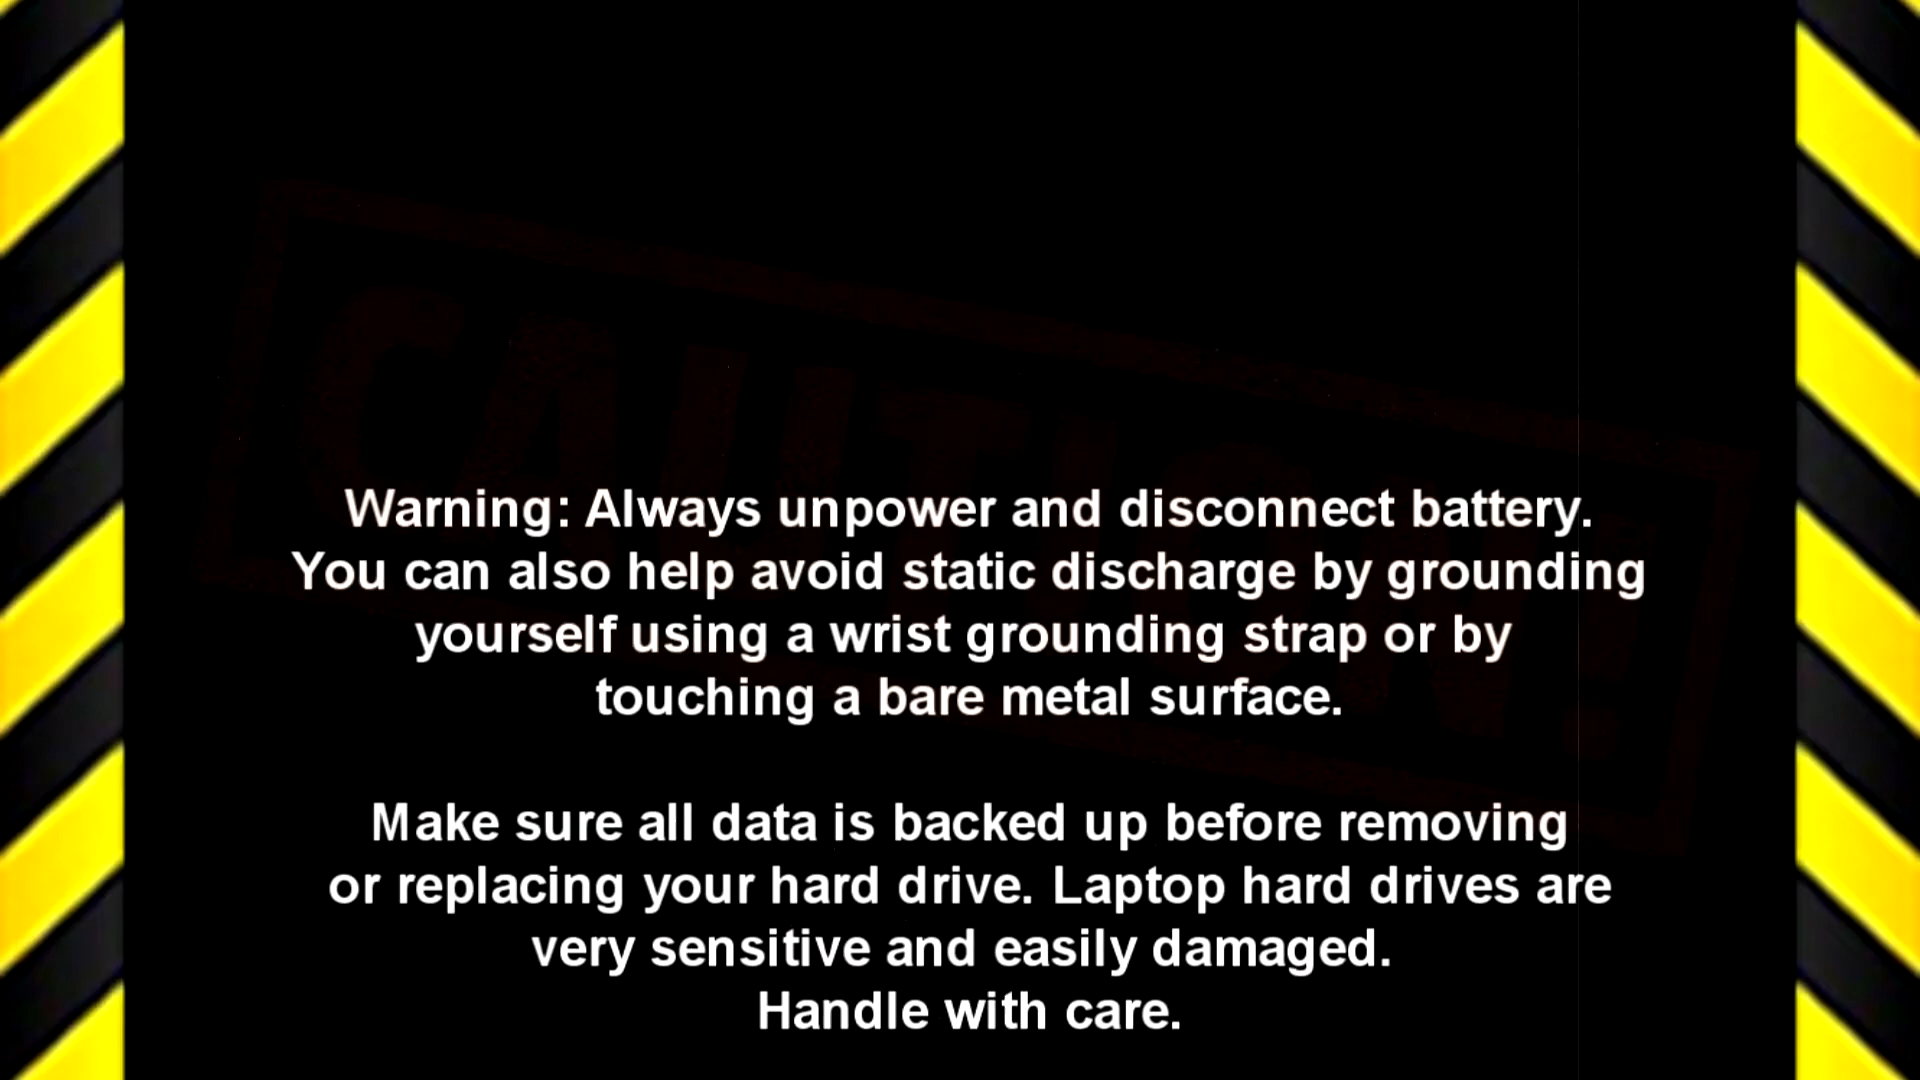 CAUTION!
Warning: Always unpower and disconnect battery.
You can also help avoid static discharge by grounding
yourself using a wrist grounding strap or by
touching a bare metal surface.
Make sure all data is backed up before removing
or replacing your hard drive. Laptop hard drives are
very sensitive and easily damaged.
Handle with care.